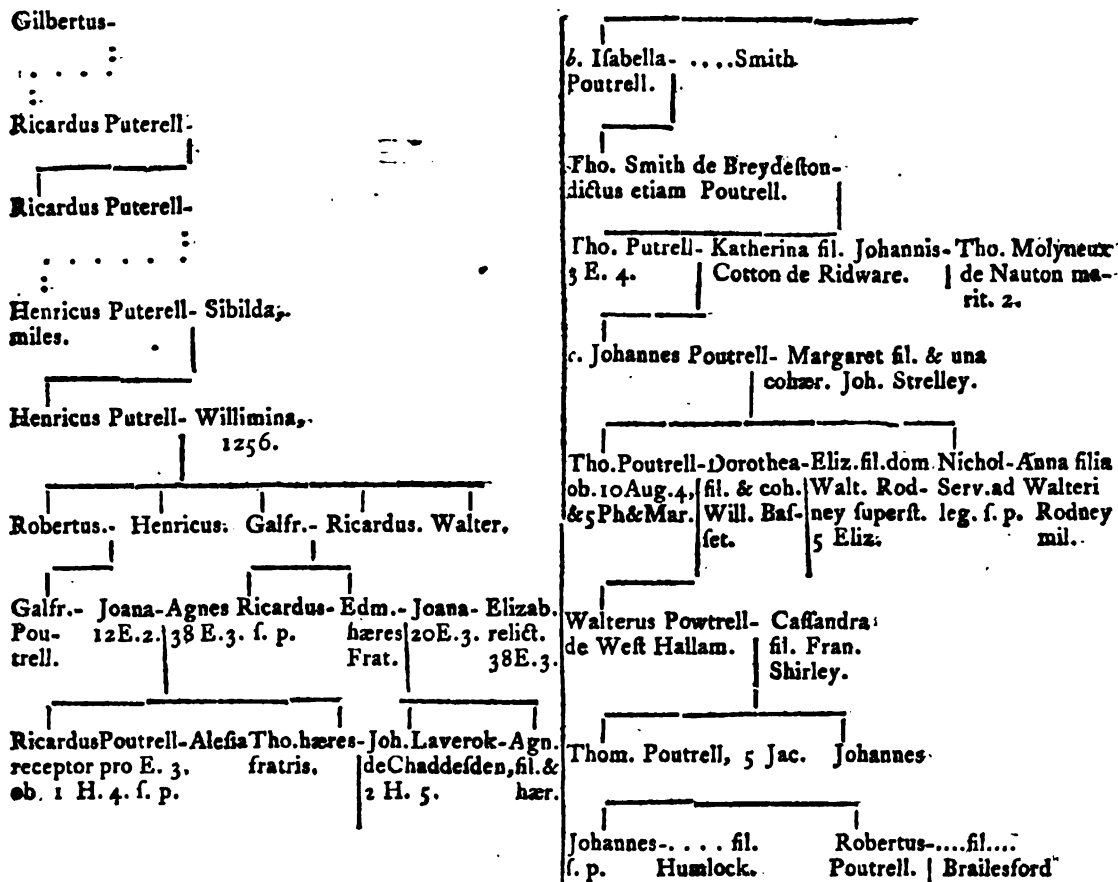 Gilbertus-
Ricardus Puterell-
Ricardus Puterell-
Henricus Puterell- Sibilda,
miles.
Henricus Putrell- Willimina,
1256.
Robertus.- Henricus. Galfr.- Ricardus. Walter.
Galfr.- Joana-Agnes Ricardus- Edm.- Joana- Elizab.
Pou- 12E.2. 38 E.3. ſ. p. hæres 20E.3. relict.
trell. Frat. 38E.3.
RicardusPoutrell-Aleſia Tho.hæres-Joh.Laverok-Agn.
receptor pro E. 3. fratris. deChaddeſden, fil.&
ob. 1 H. 4. ſ. p. 2 H. 5. hær.
b. Iſabella- ....Smith
Poutrell.
Tho. Smith de Breydeſton-
dictus etiam Poutrell.
Tho. Putrell- Katherina fil. Johannis- Tho. Molyneux
3 E. 4. Cotton de Ridware. de Nauton ma-
rit. 2.
c. Johannes Poutrell- Margaret fil. & una
cohær. Joh. Strelley.
Tho.Poutrell-Dorothea-Eliz.fil.dom. Nichol-Anna filia
ob.10Aug.4, fil. & coh. Walt. Rod- Serv.ad Walteri
&5Ph&Mar. Will. Baſ- ney ſuperſt. leg. ſ. p. Rodney
ſet. 5 Eliz. mil.
Walterus Powtrell- Caſſandra
de Weſt Hallam. fil. Fran.
Shirley.
Thom. Poutrell, 5 Jac. Johannes
Johannes-. . . . fil. Robertus-....fil....
ſ. p. Humlock. Poutrell. Brailesford